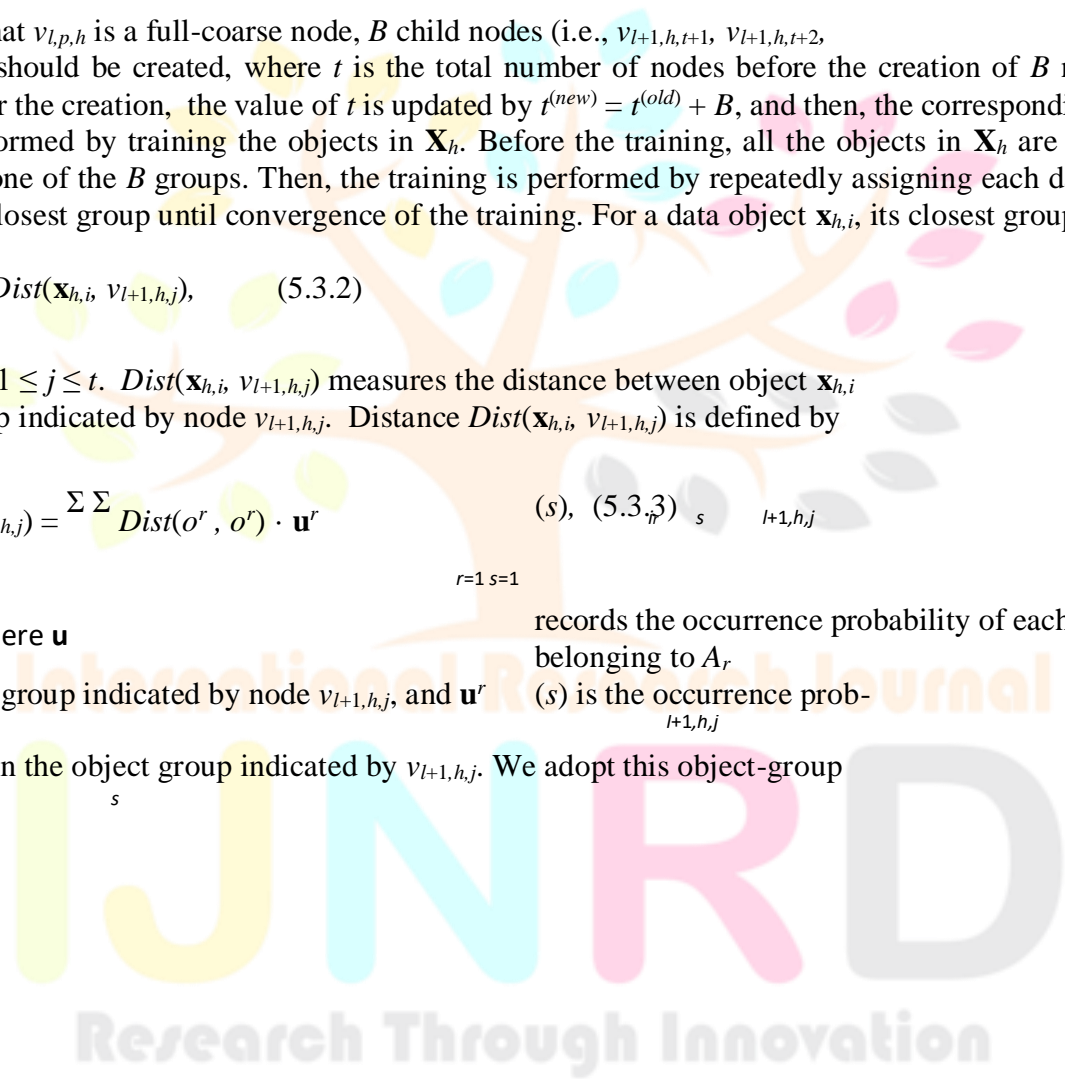 hat v_{l,p,h} is a full-coarse node, B child nodes (i.e., v_{l+1,h,t+1}, v_{l+1,h,t+2},
should be created, where t is the total number of nodes before the creation of B
r the creation, the value of t is updated by t^{(new)} = t^{(old)} + B, and then, the correspondi
ormed by training the objects in X_h. Before the training, all the objects in X_h are
one of the B groups. Then, the training is performed by repeatedly assigning each d
losest group until convergence of the training. For a data object x_{h,i}, its closest group
Dist(x_{h,i}, v_{l+1,h,j}), (5.3.2)
1 ≤ j ≤ t. Dist(x_{h,i}, v_{l+1,h,j}) measures the distance between object x_{h,i}
p indicated by node v_{l+1,h,j}. Distance Dist(x_{h,i}, v_{l+1,h,j}) is defined by
_{h,j}) = Σ Σ Dist(o^r , o^r) · u^r (s), (5.3.3) s l+1,h,j
r=1 s=1
ere u records the occurrence probability of each
belonging to A_r
group indicated by node v_{l+1,h,j}, and u^r (s) is the occurrence prob-
l+1,h,j
n the object group indicated by v_{l+1,h,j}. We adopt this object-group
s
International Research Journal
IJNRD
Research Through Innovation